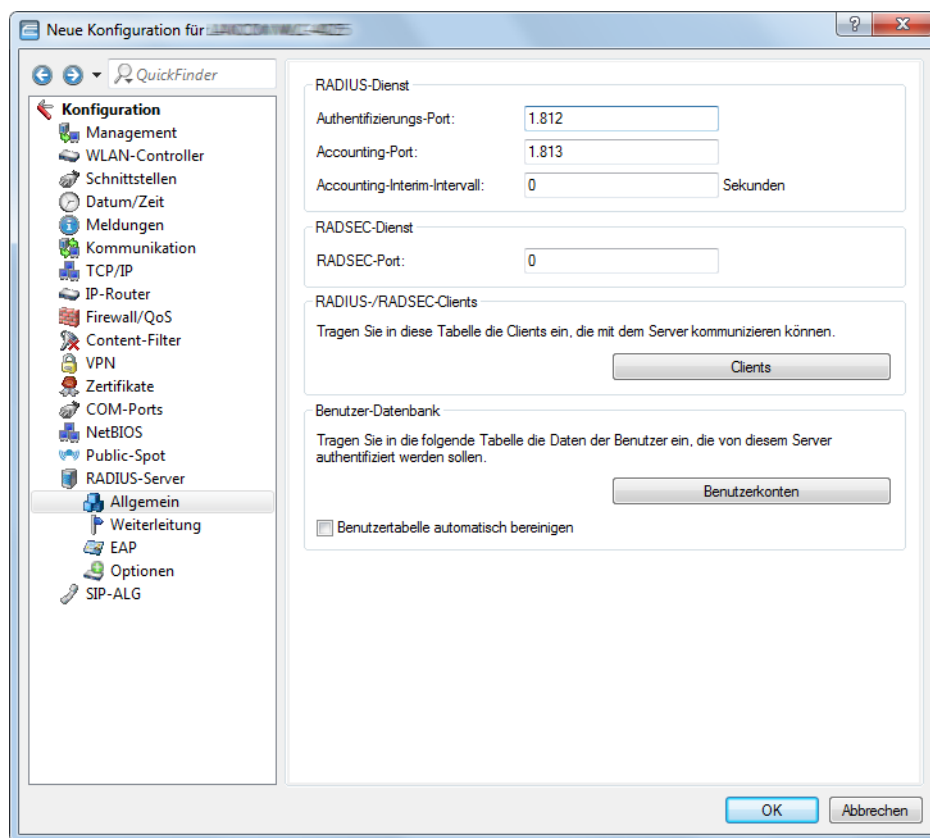 Neue Konfiguration für
QuickFinder
Konfiguration
Management
WLAN-Controller
Schnittstellen
Datum/Zeit
Meldungen
Kommunikation
TCP/IP
IP-Router
Firewall/QoS
Content-Filter
VPN
Zertifikate
COM-Ports
NetBIOS
Public-Spot
RADIUS-Server
Allgemein
Weiterleitung
EAP
Optionen
SIP-ALG
RADIUS-Dienst
Authentifizierungs-Port: 1.812
Accounting-Port: 1.813
Accounting-Interim-Intervall: 0 Sekunden
RADSEC-Dienst
RADSEC-Port: 0
RADIUS-/RADSEC-Clients
Tragen Sie in diese Tabelle die Clients ein, die mit dem Server kommunizieren können.
Clients
Benutzer-Datenbank
Tragen Sie in die folgende Tabelle die Daten der Benutzer ein, die von diesem Server
authentifiziert werden sollen.
Benutzerkonten
Benutzertabelle automatisch bereinigen
OK Abbrechen